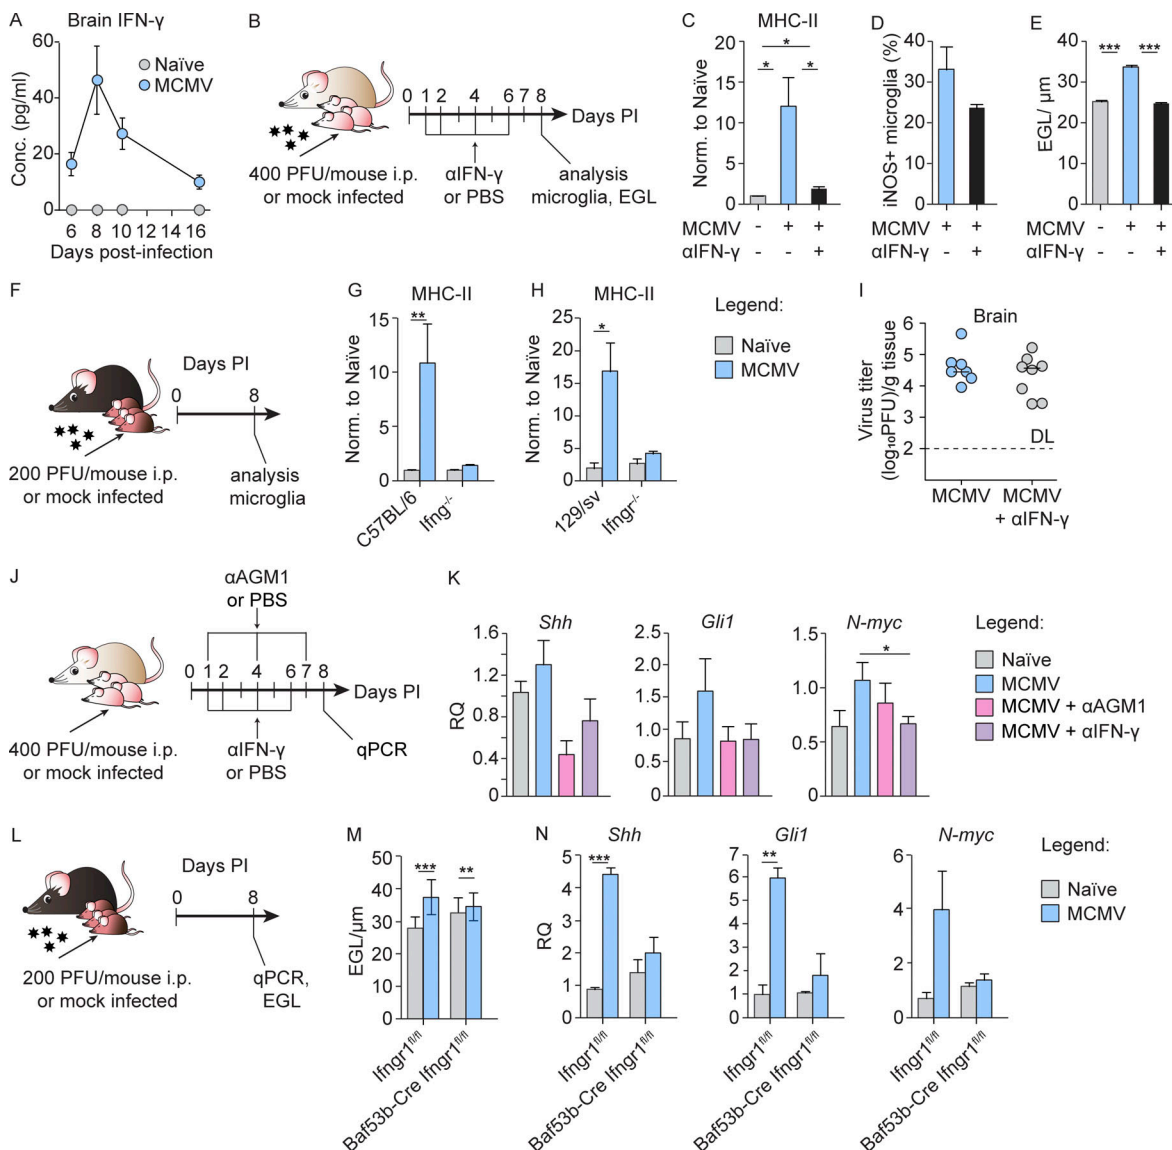 A
Brain IFN-γ
Conc. (pg/ml)
60
40
20
0
6 8 10 12 14 16
Days post-infection
Naïve
MCMV
B
0 1 2 4 6 7 8
Days PI
400 PFU/mouse i.p.
or mock infected
αIFN-γ
or PBS
analysis
microglia, EGL
C
MHC-II
Norm. to Naïve
20
15
10
5
0
*
* *
MCMV - + +
αIFN-γ - - +
D
iNOS+ microglia (%)
40
30
20
10
0
MCMV + +
αIFN-γ - +
E
EGL/ µm
40
30
20
10
0
*** ***
MCMV - + +
αIFN-γ - - +
F
Days PI
0 8
200 PFU/mouse i.p.
or mock infected
analysis
microglia
G
MHC-II
Norm. to Naïve
15
10
5
0
**
C57BL/6
Ifng-/-
H
MHC-II
Norm. to Naïve
25
20
15
10
5
0
*
129/sv
Ifngr-/-
Legend:
Naïve
MCMV
I
Brain
Virus titer
(log₁₀PFU)/g tissue
6
5
4
3
2
DL
MCMV
MCMV
+ αIFN-γ
J
αAGM1
or PBS
0 1 2 4 6 7 8
Days PI
400 PFU/mouse i.p.
or mock infected
αIFN-γ
or PBS
qPCR
K
Shh
RQ
1.6
1.2
0.8
0.4
0
Gli1
2.5
2.0
1.5
1.0
0.5
0
N-myc
1.5
1.0
0.5
0
*
Legend:
Naïve
MCMV
MCMV + αAGM1
MCMV + αIFN-γ
L
Days PI
0 8
200 PFU/mouse i.p.
or mock infected
qPCR,
EGL
M
EGL/µm
50
40
30
20
10
0
*** **
Ifngr1fl/fl
Baf53b-Cre Ifngr1fl/fl
N
Shh
RQ
5
4
3
2
1
0
***
Ifngr1fl/fl
Baf53b-Cre Ifngr1fl/fl
Gli1
7
6
5
4
3
2
1
0
**
Ifngr1fl/fl
Baf53b-Cre Ifngr1fl/fl
N-myc
6
4
2
0
Ifngr1fl/fl
Baf53b-Cre Ifngr1fl/fl
Legend:
Naïve
MCMV